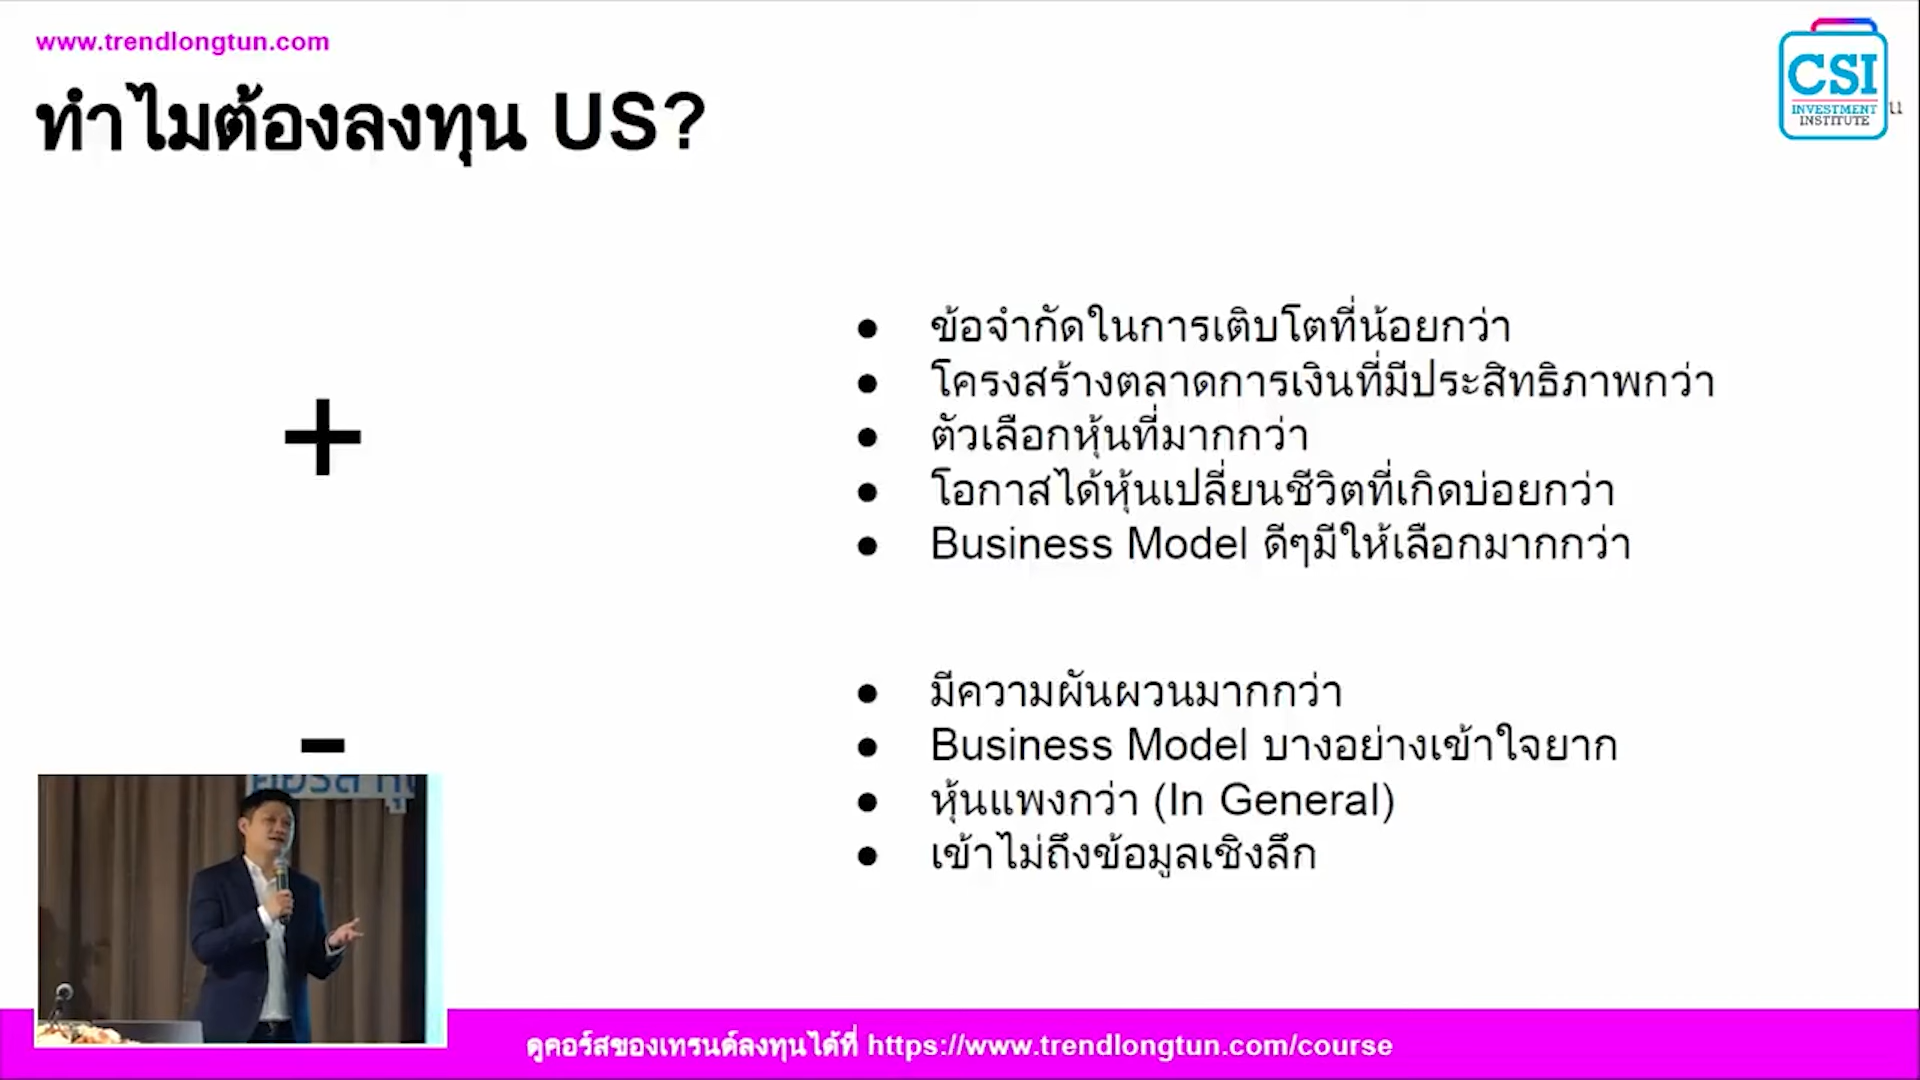 www.trendlongtun.com
ทำไมต้องลงทุน US?
CSI
INVESTMENT
INSTITUTE
11
+
● ข้อจำกัดในการเติบโตที่น้อยกว่า
● โครงสร้างตลาดการเงินที่มีประสิทธิภาพกว่า
● ตัวเลือกหุ้นที่มากกว่า
● โอกาสได้หุ้นเปลี่ยนชีวิตที่เกิดบ่อยกว่า
● Business Model ดีๆมีให้เลือกมากกว่า
-
● มีความผันผวนมากกว่า
● Business Model บางอย่างเข้าใจยาก
● หุ้นแพงกว่า (In General)
● เข้าไม่ถึงข้อมูลเชิงลึก
ดูคอร์สของเทรนด์ลงทุนได้ที่ https://www.trendlongtun.com/course